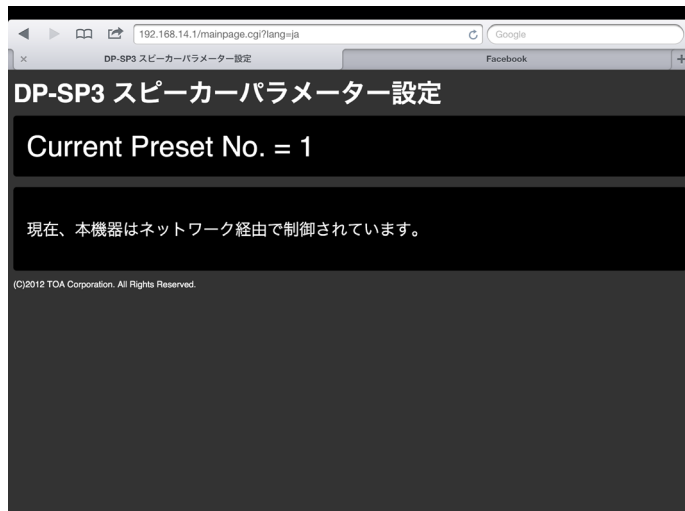 192.168.14.1/mainpage.cgi?lang=ja
Google
DP-SP3 スピーカーパラメーター設定
Facebook
DP-SP3 スピーカーパラメーター設定
Current Preset No. = 1
現在、本機器はネットワーク経由で制御されています。
(C)2012 TOA Corporation. All Rights Reserved.